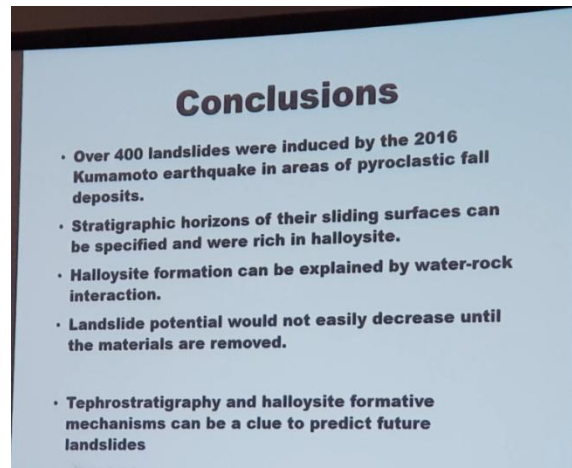 Conclusions
• Over 400 landslides were induced by the 2016
Kumamoto earthquake in areas of pyroclastic fall
deposits.
• Stratigraphic horizons of their sliding surfaces can
be specified and were rich in halloysite.
• Halloysite formation can be explained by water-rock
interaction.
• Landslide potential would not easily decrease until
the materials are removed.
• Tephrostratigraphy and halloysite formative
mechanisms can be a clue to predict future
landslides